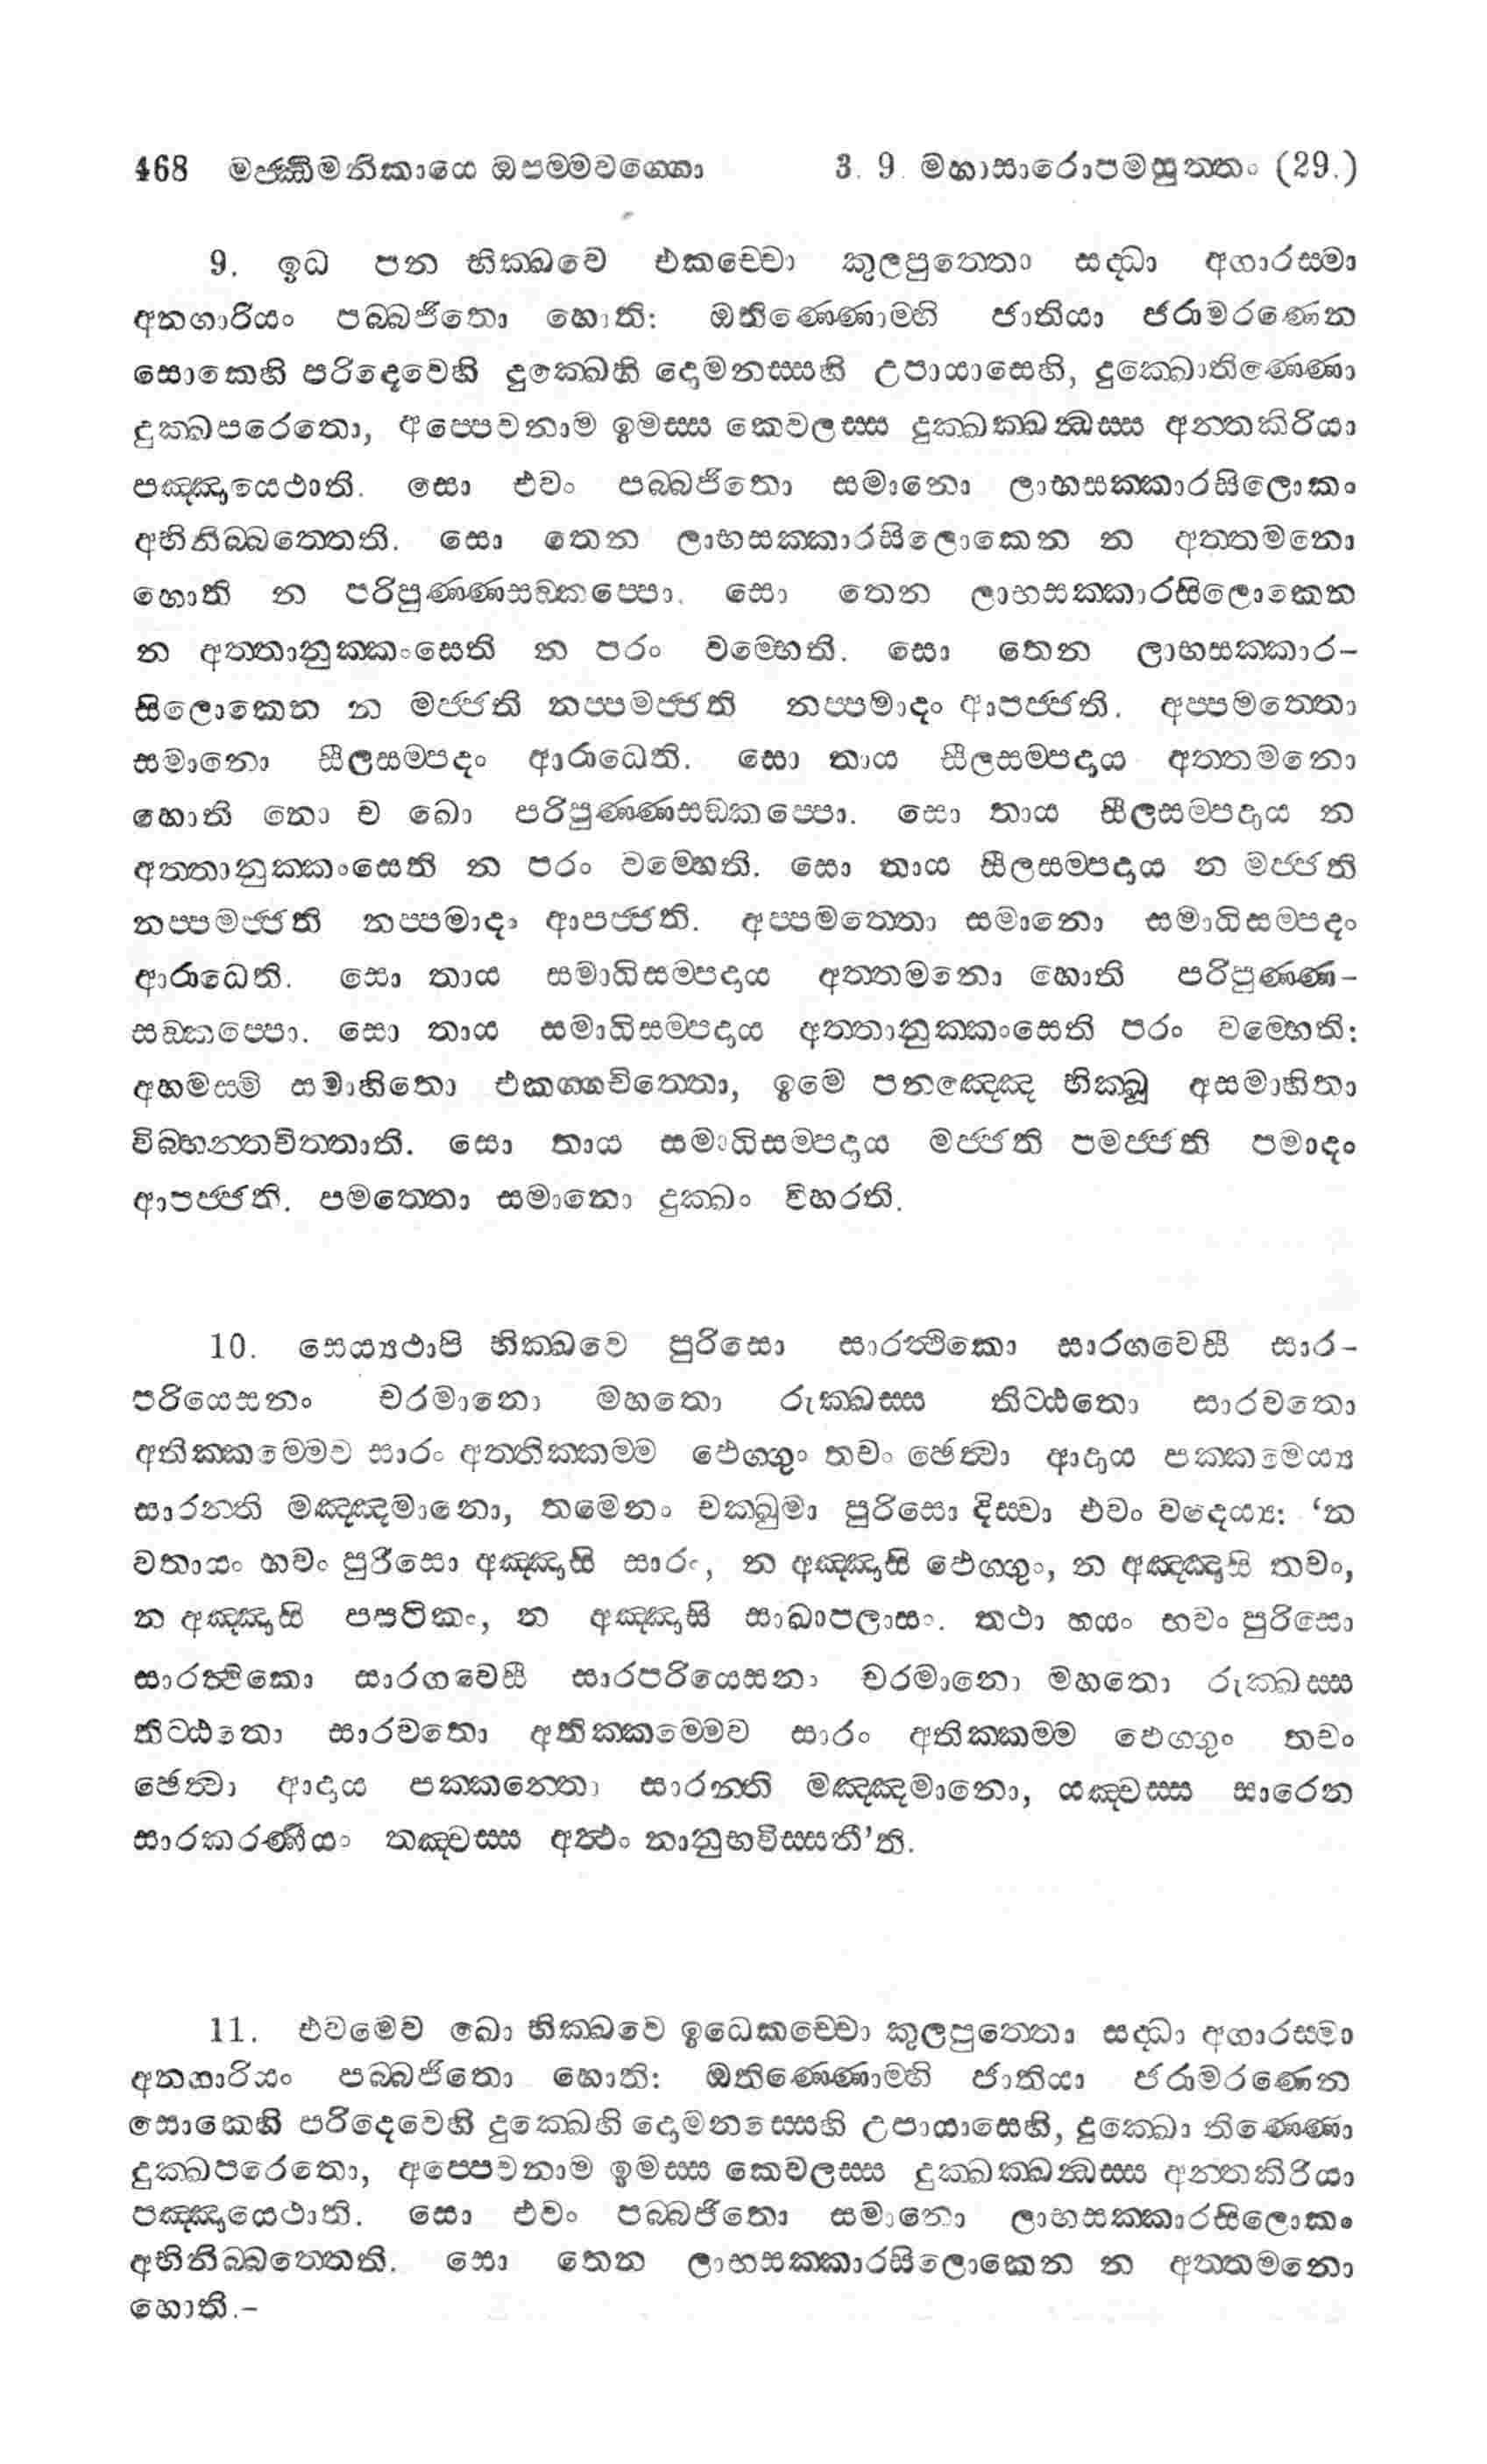 468 මජ්ඣිමනිකායෙ ඔපම්මවග්ගො 3. 9. මහාසාරොපමසුත්තං (29.)
9. ඉධ පන භික්ඛවෙ එකච්චො කුලපුත්තො සද්ධා අගාරස්මා
අනගාරියං පබ්බජිතො හොති: ඔතිණ්ණොම්හි ජාතියා ජරාමරණෙන
සොකෙහි පරිදෙවෙහි දුක්ඛෙහි දොමනස්සෙහි උපායාසෙහි, දුක්ඛොතිණ්ණො
දුක්ඛපරෙතො, අප්පෙවනාම ඉමස්ස කෙවලස්ස දුක්ඛක්ඛන්ධස්ස අන්තකිරියා
පඤ්ඤායෙථාති. සො එවං පබ්බජිතො සමානො ලාභසක්කාරසිලොකං
අභිනිබ්බත්තෙති. සො තෙන ලාභසක්කාරසිලොකෙන න අත්තමනො
හොති න පරිපුණ්ණසඞ්කප්පො. සො තෙන ලාභසක්කාරසිලොකෙන
න අත්තානුක්කංසෙති න පරං වම්භෙති. සො තෙන ලාභසක්කාර-
සිලොකෙන න මජ්ජති නප්පමජ්ජති නප්පමාදං ආපජ්ජති. අප්පමත්තො
සමානො සීලසම්පදං ආරාධෙති. සො තාය සීලසම්පදාය අත්තමනො
හොති නො ච ඛො පරිපුණ්ණසඞ්කප්පො. සො තාය සීලසම්පදාය න
අත්තානුක්කංසෙති න පරං වම්භෙති. සො තාය සීලසම්පදාය න මජ්ජති
නප්පමජ්ජති නප්පමාදං ආපජ්ජති. අප්පමත්තො සමානො සමාධිසම්පදං
ආරාධෙති. සො තාය සමාධිසම්පදාය අත්තමනො හොති පරිපුණ්ණ-
සඞ්කප්පො. සො තාය සමාධිසම්පදාය අත්තානුක්කංසෙති පරං වම්භෙති:
අහමස්මි සමාහිතො එකග්ගචිත්තො, ඉමෙ පනඤ්ඤෙ භික්ඛූ අසමාහිතා
විබ්භන්තචිත්තාති. සො තාය සමාධිසම්පදාය මජ්ජති පමජ්ජති පමාදං
ආපජ්ජති. පමත්තො සමානො දුක්ඛං විහරති.
10. සෙය්‍යථාපි භික්ඛවෙ පුරිසො සාරත්ථිකො සාරගවෙසී සාර-
පරියෙසනං චරමානො මහතො රුක්ඛස්ස තිට්ඨතො සාරවතො
අතික්කම්මෙව සාරං අත්තික්කම්ම ඵෙග්ගුං තචං ඡෙත්වා ආදාය පක්කමෙය්‍ය
සාරන්ති මඤ්ඤමානො, තමෙනං චක්ඛුමා පුරිසො දිස්වා එවං වදෙය්‍ය: ‘න
වතායං භවං පුරිසො අඤ්ඤාසි සාරං, න අඤ්ඤාසි ඵෙග්ගුං, න අඤ්ඤාසි තචං,
න අඤ්ඤාසි පපටිකං, න අඤ්ඤාසි සාඛාපලාසං. තථා හයං භවං පුරිසො
සාරත්ථිකො සාරගවෙසී සාරපරියෙසනං චරමානො මහතො රුක්ඛස්ස
තිට්ඨතො සාරවතො අතික්කම්මෙව සාරං අතික්කම්ම ඵෙග්ගුං තචං
ඡෙත්වා ආදාය පක්කන්තො සාරන්ති මඤ්ඤමානො, යඤ්චස්ස සාරෙන
සාරකරණීයං තඤ්චස්ස අත්ථං නානුභවිස්සතී’ති.
11. එවමෙව ඛො භික්ඛවෙ ඉධෙකච්චො කුලපුත්තො සද්ධා අගාරස්මා
අනගාරියං පබ්බජිතො හොති: ඔතිණ්ණොම්හි ජාතියා ජරාමරණෙන
සොකෙහි පරිදෙවෙහි දුක්ඛෙහි දොමනස්සෙහි උපායාසෙහි, දුක්ඛො තිණ්ණො
දුක්ඛපරෙතො, අප්පෙවනාම ඉමස්ස කෙවලස්ස දුක්ඛක්ඛන්ධස්ස අන්තකිරියා
පඤ්ඤායෙථාති. සො එවං පබ්බජිතො සමානො ලාභසක්කාරසිලොකං
අභිනිබ්බත්තෙති. සො තෙන ලාභසක්කාරසිලොකෙන න අත්තමනො
හොති.–